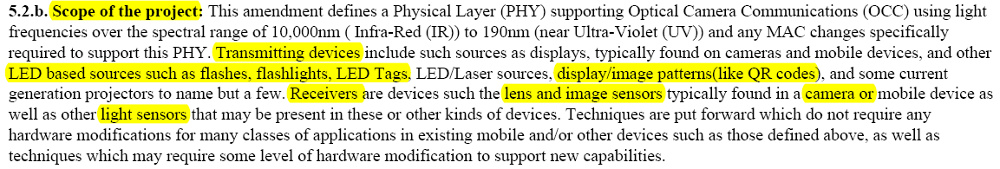 5.2.b. Scope of the project: This amendment defines a Physical Layer (PHY) supporting Optical Camera Communications (OCC) using light
frequencies over the spectral range of 10,000nm ( Infra-Red (IR)) to 190nm (near Ultra-Violet (UV)) and any MAC changes specifically
required to support this PHY. Transmitting devices include such sources as displays, typically found on cameras and mobile devices, and other
LED based sources such as flashes, flashlights, LED Tags, LED/Laser sources, display/image patterns(like QR codes), and some current
generation projectors to name but a few. Receivers are devices such the lens and image sensors typically found in a camera or mobile device as
well as other light sensors that may be present in these or other kinds of devices. Techniques are put forward which do not require any
hardware modifications for many classes of applications in existing mobile and/or other devices such as those defined above, as well as
techniques which may require some level of hardware modification to support new capabilities.